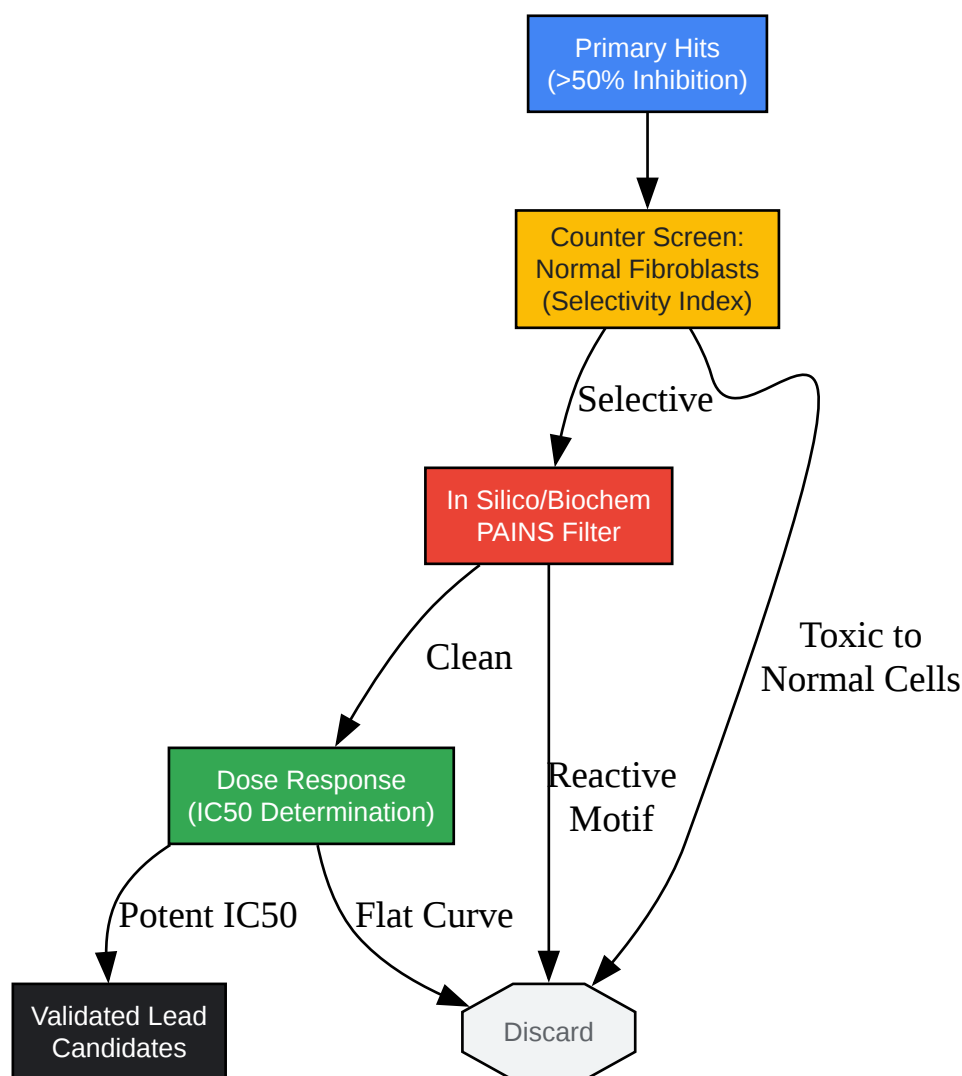 Primary Hits
(>50% Inhibition)
Counter Screen:
Normal Fibroblasts
(Selectivity Index)
Selective
In Silico/Biochem
PAINS Filter
Toxic to
Normal Cells
Clean
Reactive
Motif
Dose Response
(IC50 Determination)
Potent IC50
Flat Curve
Validated Lead
Candidates
Discard